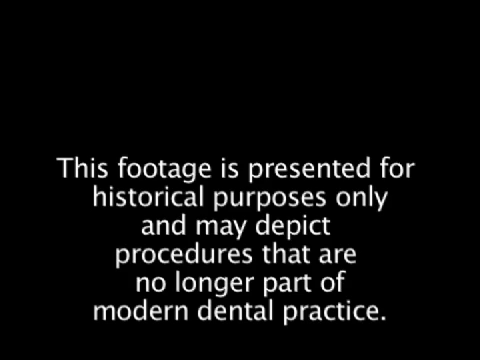 This footage is presented for
historical purposes only
and may depict
procedures that are
no longer part of
modern dental practice.